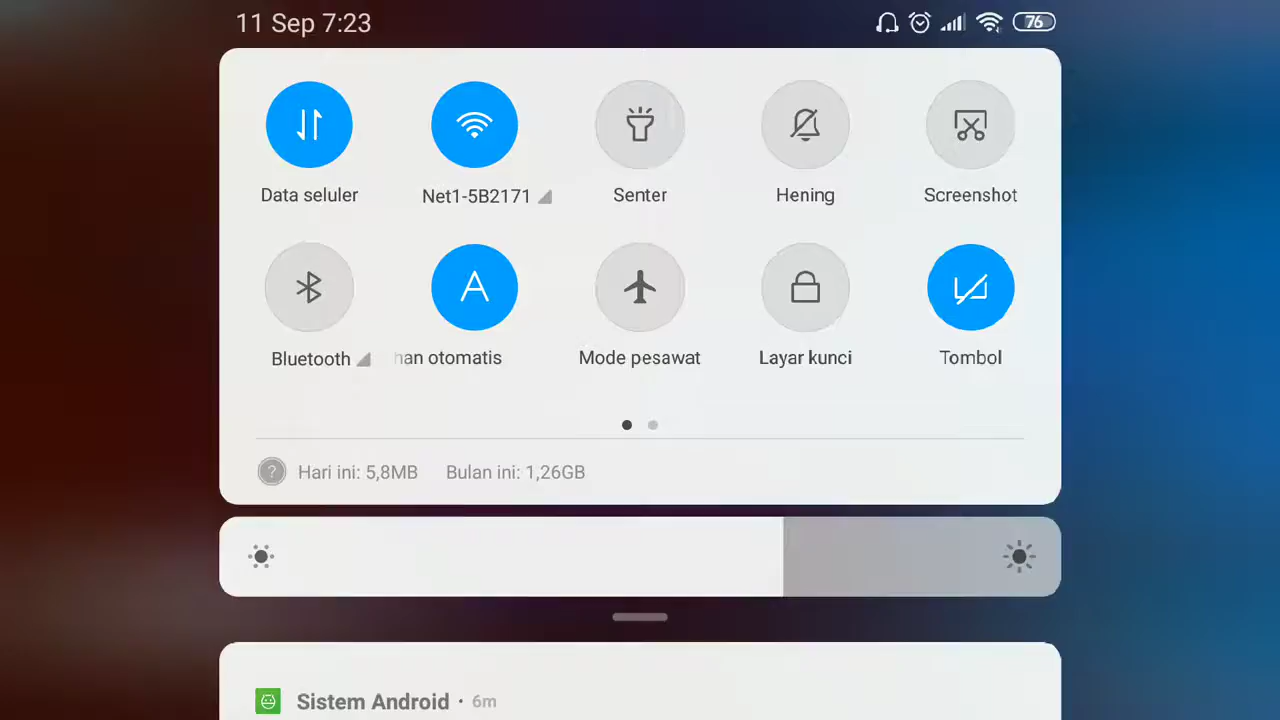 11 Sep 7:23
76
Data seluler
Net1-5B2171
Senter
Hening
Screenshot
A
Bluetooth
han otomatis
Mode pesawat
Layar kunci
Tombol
? Hari ini: 5,8MB Bulan ini: 1,26GB
Sistem Android · 6m